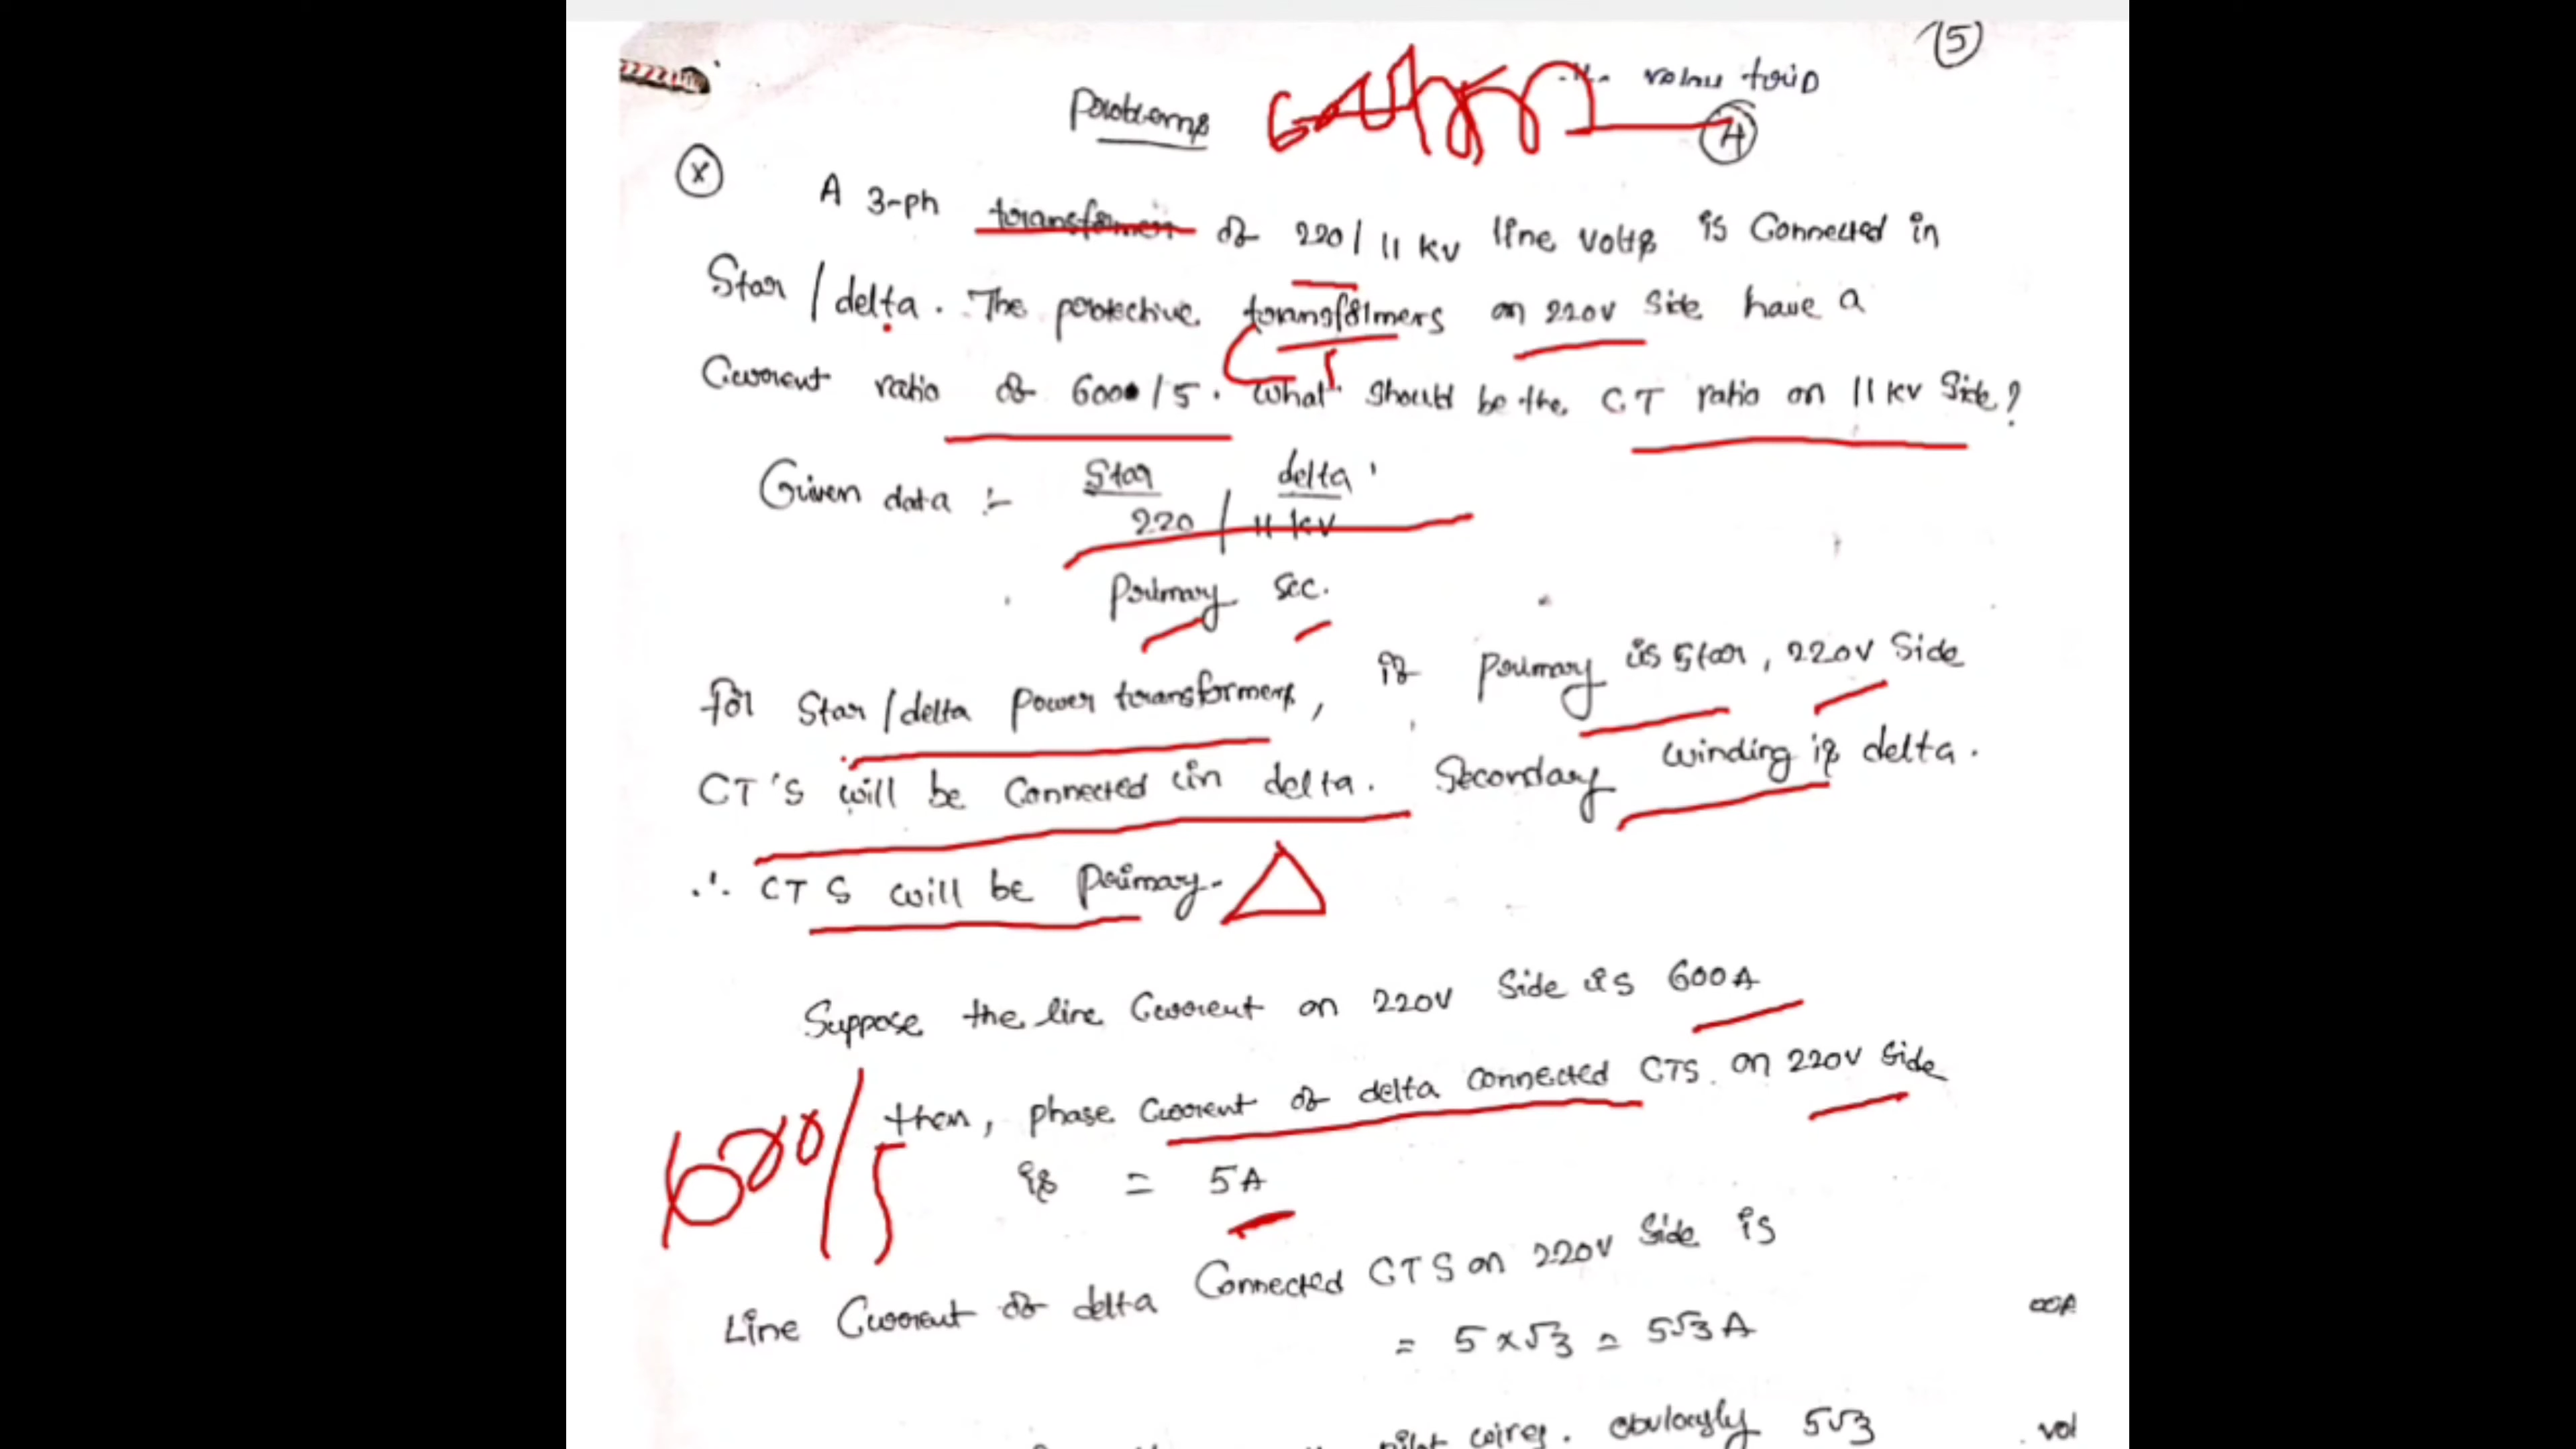 5
Problems
value trip
4
X A 3-ph transformer of 220/11 kv line volts is Connected in
Star/delta. The protective transformers on 220V Side have a
CT
Current ratio of 600/5. What should be the CT ratio on 11 kv Side?
Given data :- Star delta
220 / 11 kV
Primary Sec.
for Star/delta Power transformers, if primary is star, 220V Side
CT'S will be Connected in delta. Secondary winding is delta.
∴ CTS will be Primary.
Suppose the line Current on 220V Side is 600A
600/5
then, phase Current of delta connected CTS. on 220V Side
is = 5A
Line Current of delta Connected CTS on 220V Side is
= 5×√3 = 5√3 A
pilot wires. obviously 5√3
vol